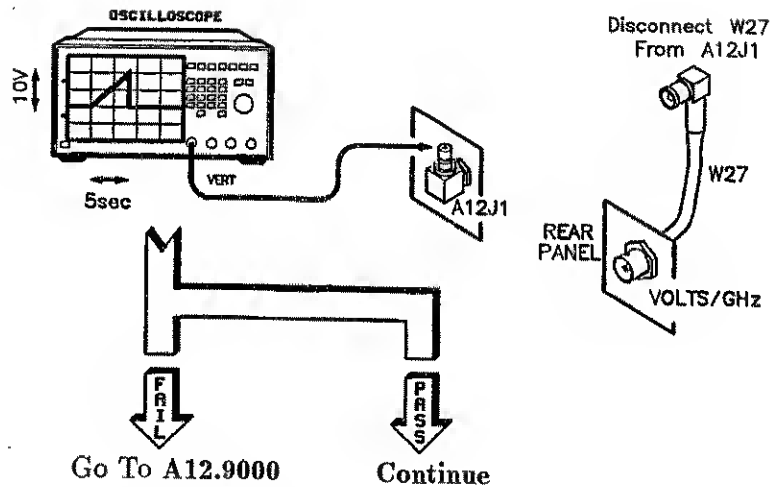 OSCILLOSCOPE
10V
5sec
VERT
A12J1
Disconnect W27
From A12J1
W27
REAR
PANEL
VOLTS/GHz
FAIL
PASS
Go To A12.9000
Continue